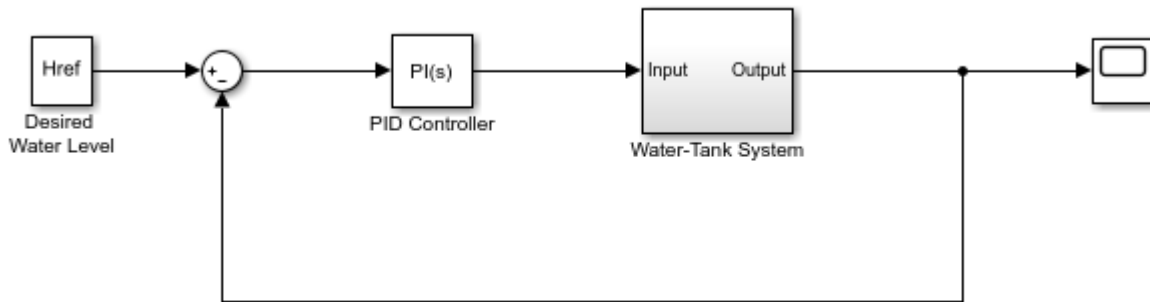 Href
Desired
Water Level
+
-
PI(s)
PID Controller
Input
Output
Water-Tank System